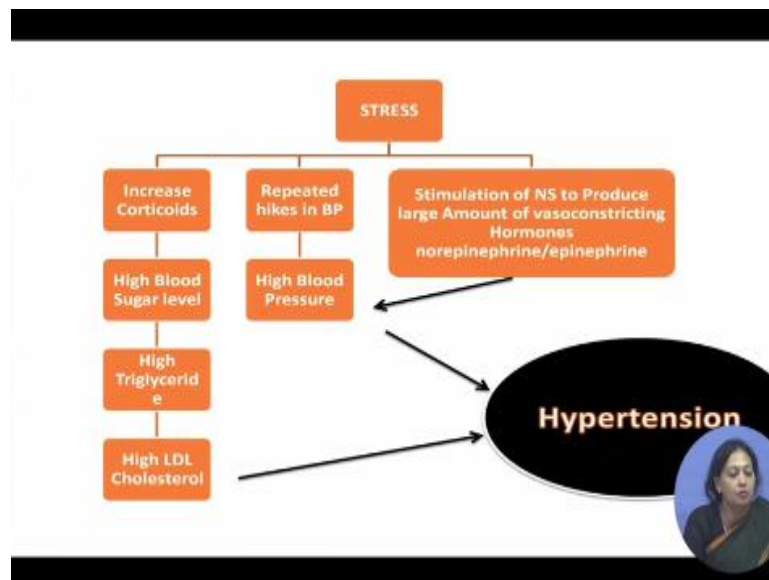 STRESS
Increase
Corticoids
Repeated
hikes in BP
Stimulation of NS to Produce
large Amount of vasoconstricting
Hormones
norepinephrine/epinephrine
High Blood
Sugar level
High Blood
Pressure
High
Triglycerid
e
High LDL
Cholesterol
Hypertension